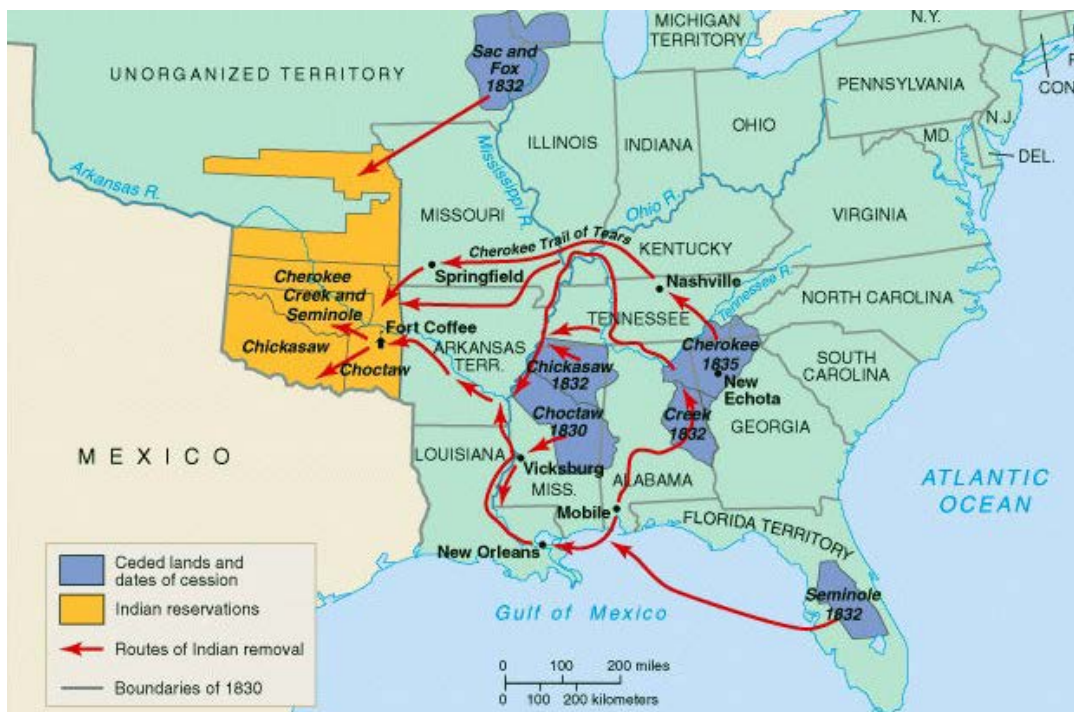 MICHIGAN
TERRITORY
N.Y.
Sac and
Fox
1832
UNORGANIZED TERRITORY
PENNSYLVANIA
CON
N.J.
OHIO
ILLINOIS
INDIANA
MD.
DEL.
Mississippi R.
Arkansas R.
Ohio R.
MISSOURI
VIRGINIA
Cherokee Trail of Tears
KENTUCKY
Springfield
Nashville
Tennessee R.
Cherokee
Creek and
Seminole
NORTH CAROLINA
TENNESSEE
Fort Coffee
Cherokee
1835
Chickasaw
Choctaw
ARKANSAS
TERR.
Chickasaw
1832
SOUTH
CAROLINA
New
Echota
Choctaw
1830
Creek
1832
GEORGIA
MEXICO
LOUISIANA
Vicksburg
MISS.
ALABAMA
ATLANTIC
OCEAN
Mobile
FLORIDA TERRITORY
New Orleans
Seminole
1832
Gulf of Mexico
Ceded lands and
dates of cession
Indian reservations
Routes of Indian removal
Boundaries of 1830
0 100 200 miles
0 100 200 kilometers